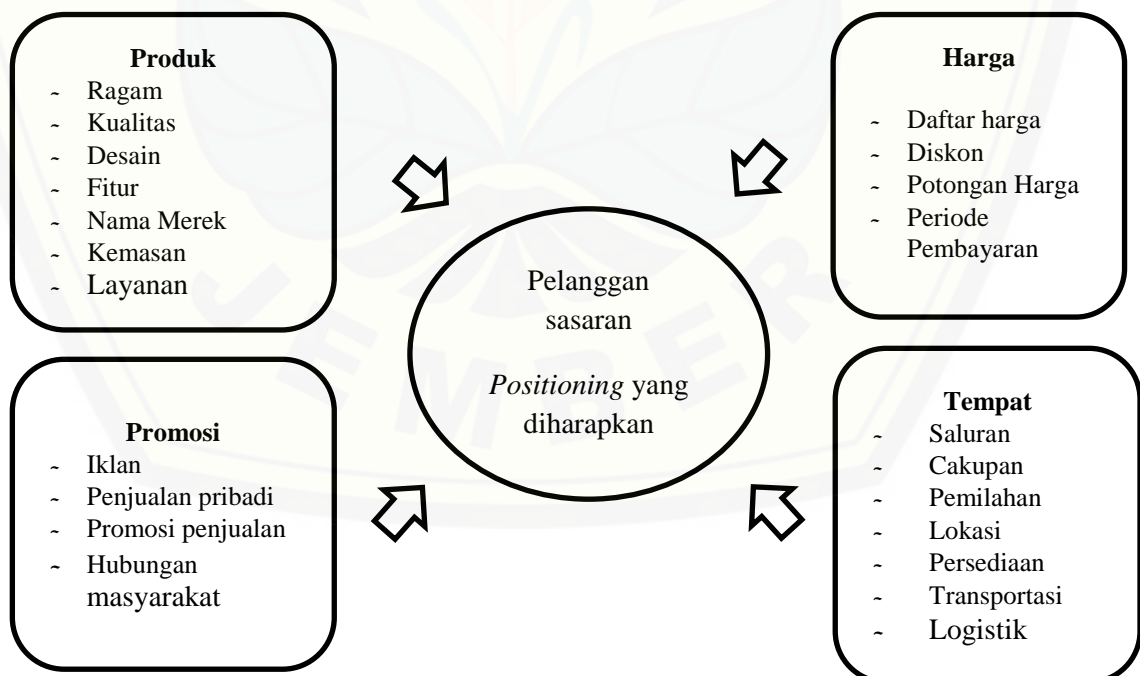 Produk
~ Ragam
~ Kualitas
~ Desain
~ Fitur
~ Nama Merek
~ Kemasan
~ Layanan
Harga
~ Daftar harga
~ Diskon
~ Potongan Harga
~ Periode
Pembayaran
Pelanggan
sasaran
Positioning yang
diharapkan
Promosi
~ Iklan
~ Penjualan pribadi
~ Promosi penjualan
~ Hubungan
masyarakat
Tempat
~ Saluran
~ Cakupan
~ Pemilahan
~ Lokasi
~ Persediaan
~ Transportasi
~ Logistik
JEMBER